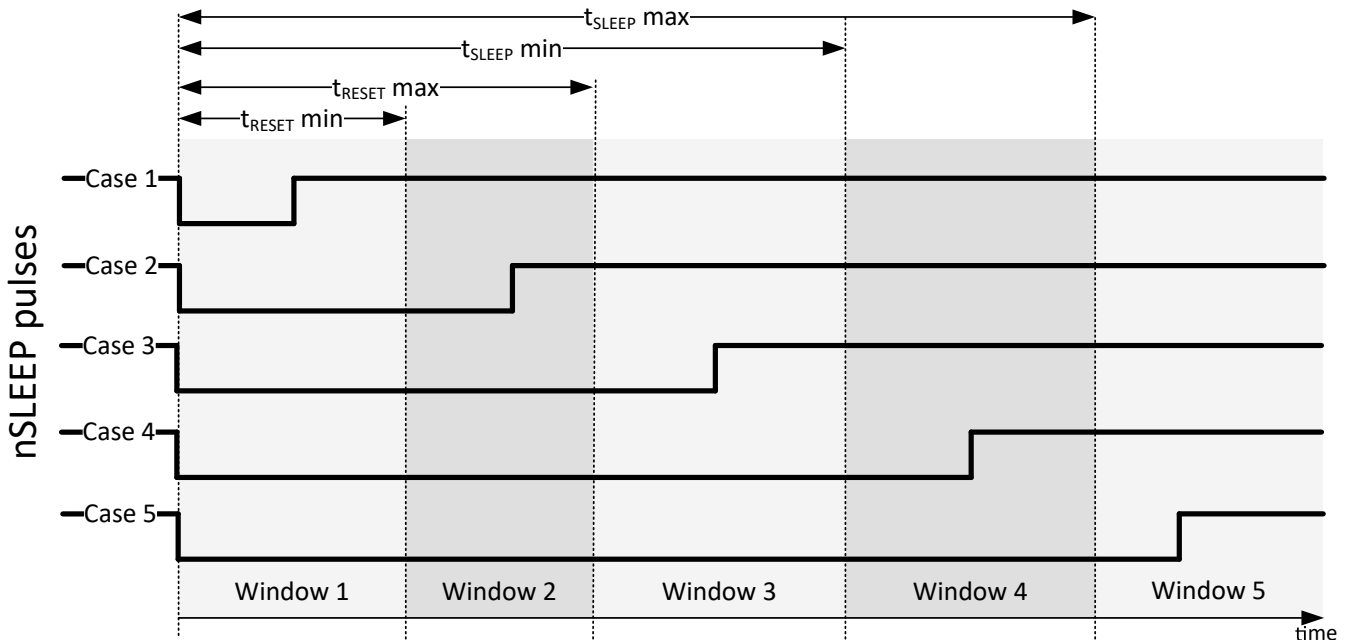 tSLEEP max
tSLEEP min
tRESET max
tRESET min
nSLEEP pulses
Case 1
Case 2
Case 3
Case 4
Case 5
Window 1
Window 2
Window 3
Window 4
Window 5
time